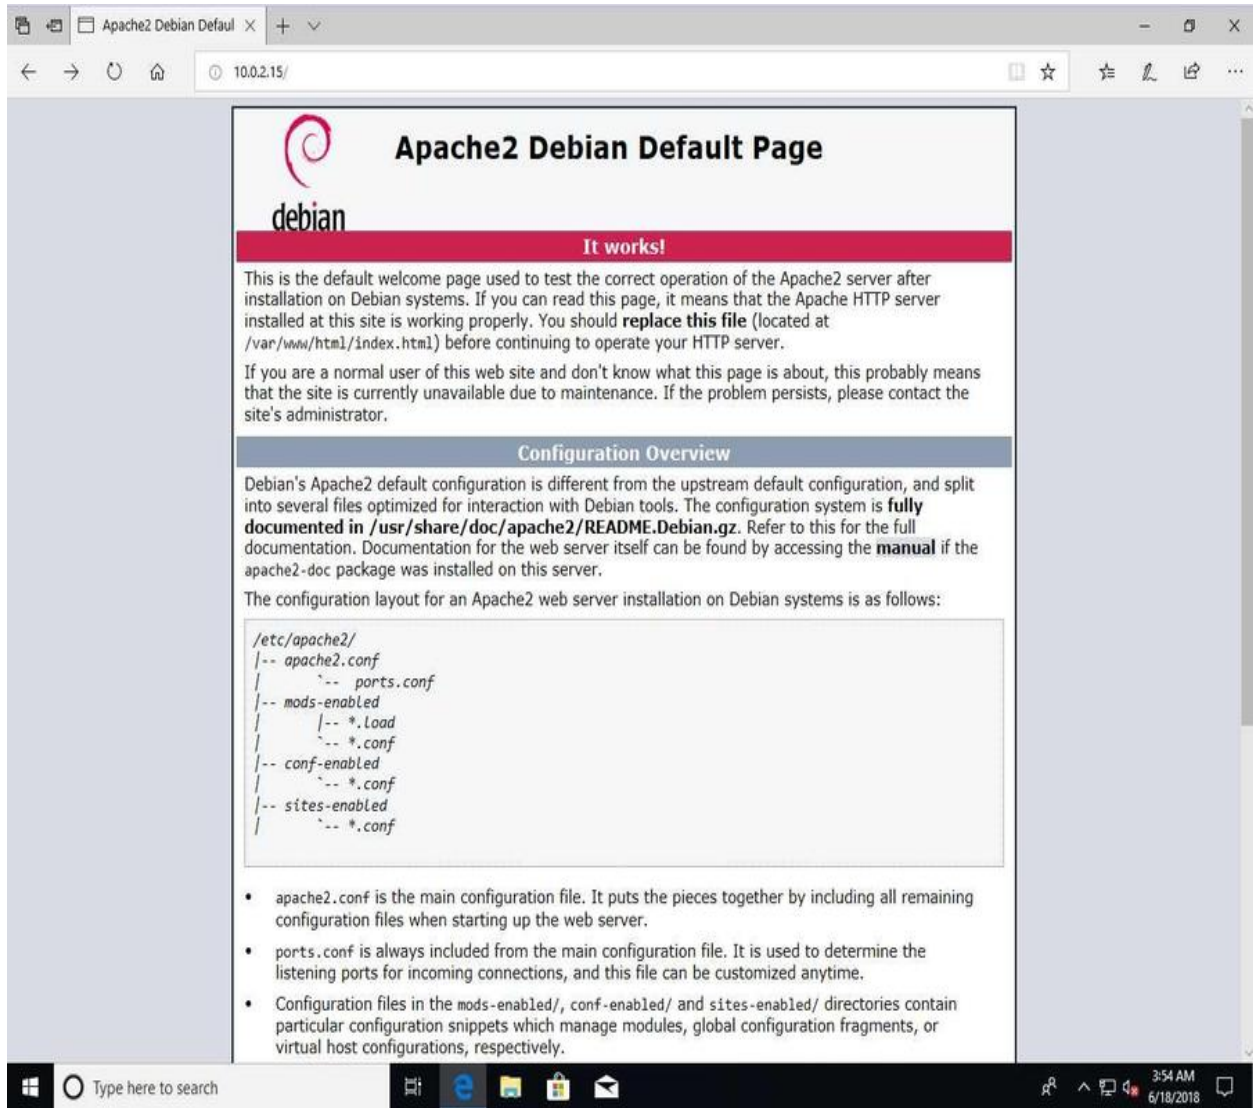 Apache2 Debian Defaul
10.0.2.15/
debian
Apache2 Debian Default Page
It works!
This is the default welcome page used to test the correct operation of the Apache2 server after
installation on Debian systems. If you can read this page, it means that the Apache HTTP server
installed at this site is working properly. You should replace this file (located at
/var/www/html/index.html) before continuing to operate your HTTP server.
If you are a normal user of this web site and don't know what this page is about, this probably means
that the site is currently unavailable due to maintenance. If the problem persists, please contact the
site's administrator.
Configuration Overview
Debian's Apache2 default configuration is different from the upstream default configuration, and split
into several files optimized for interaction with Debian tools. The configuration system is fully
documented in /usr/share/doc/apache2/README.Debian.gz. Refer to this for the full
documentation. Documentation for the web server itself can be found by accessing the manual if the
apache2-doc package was installed on this server.
The configuration layout for an Apache2 web server installation on Debian systems is as follows:
/etc/apache2/
|-- apache2.conf
|       `--  ports.conf
|-- mods-enabled
|       |-- *.load
|       `-- *.conf
|-- conf-enabled
|       `-- *.conf
|-- sites-enabled
|       `-- *.conf
• apache2.conf is the main configuration file. It puts the pieces together by including all remaining
configuration files when starting up the web server.
• ports.conf is always included from the main configuration file. It is used to determine the
listening ports for incoming connections, and this file can be customized anytime.
• Configuration files in the mods-enabled/, conf-enabled/ and sites-enabled/ directories contain
particular configuration snippets which manage modules, global configuration fragments, or
virtual host configurations, respectively.
Type here to search
3:54 AM
6/18/2018